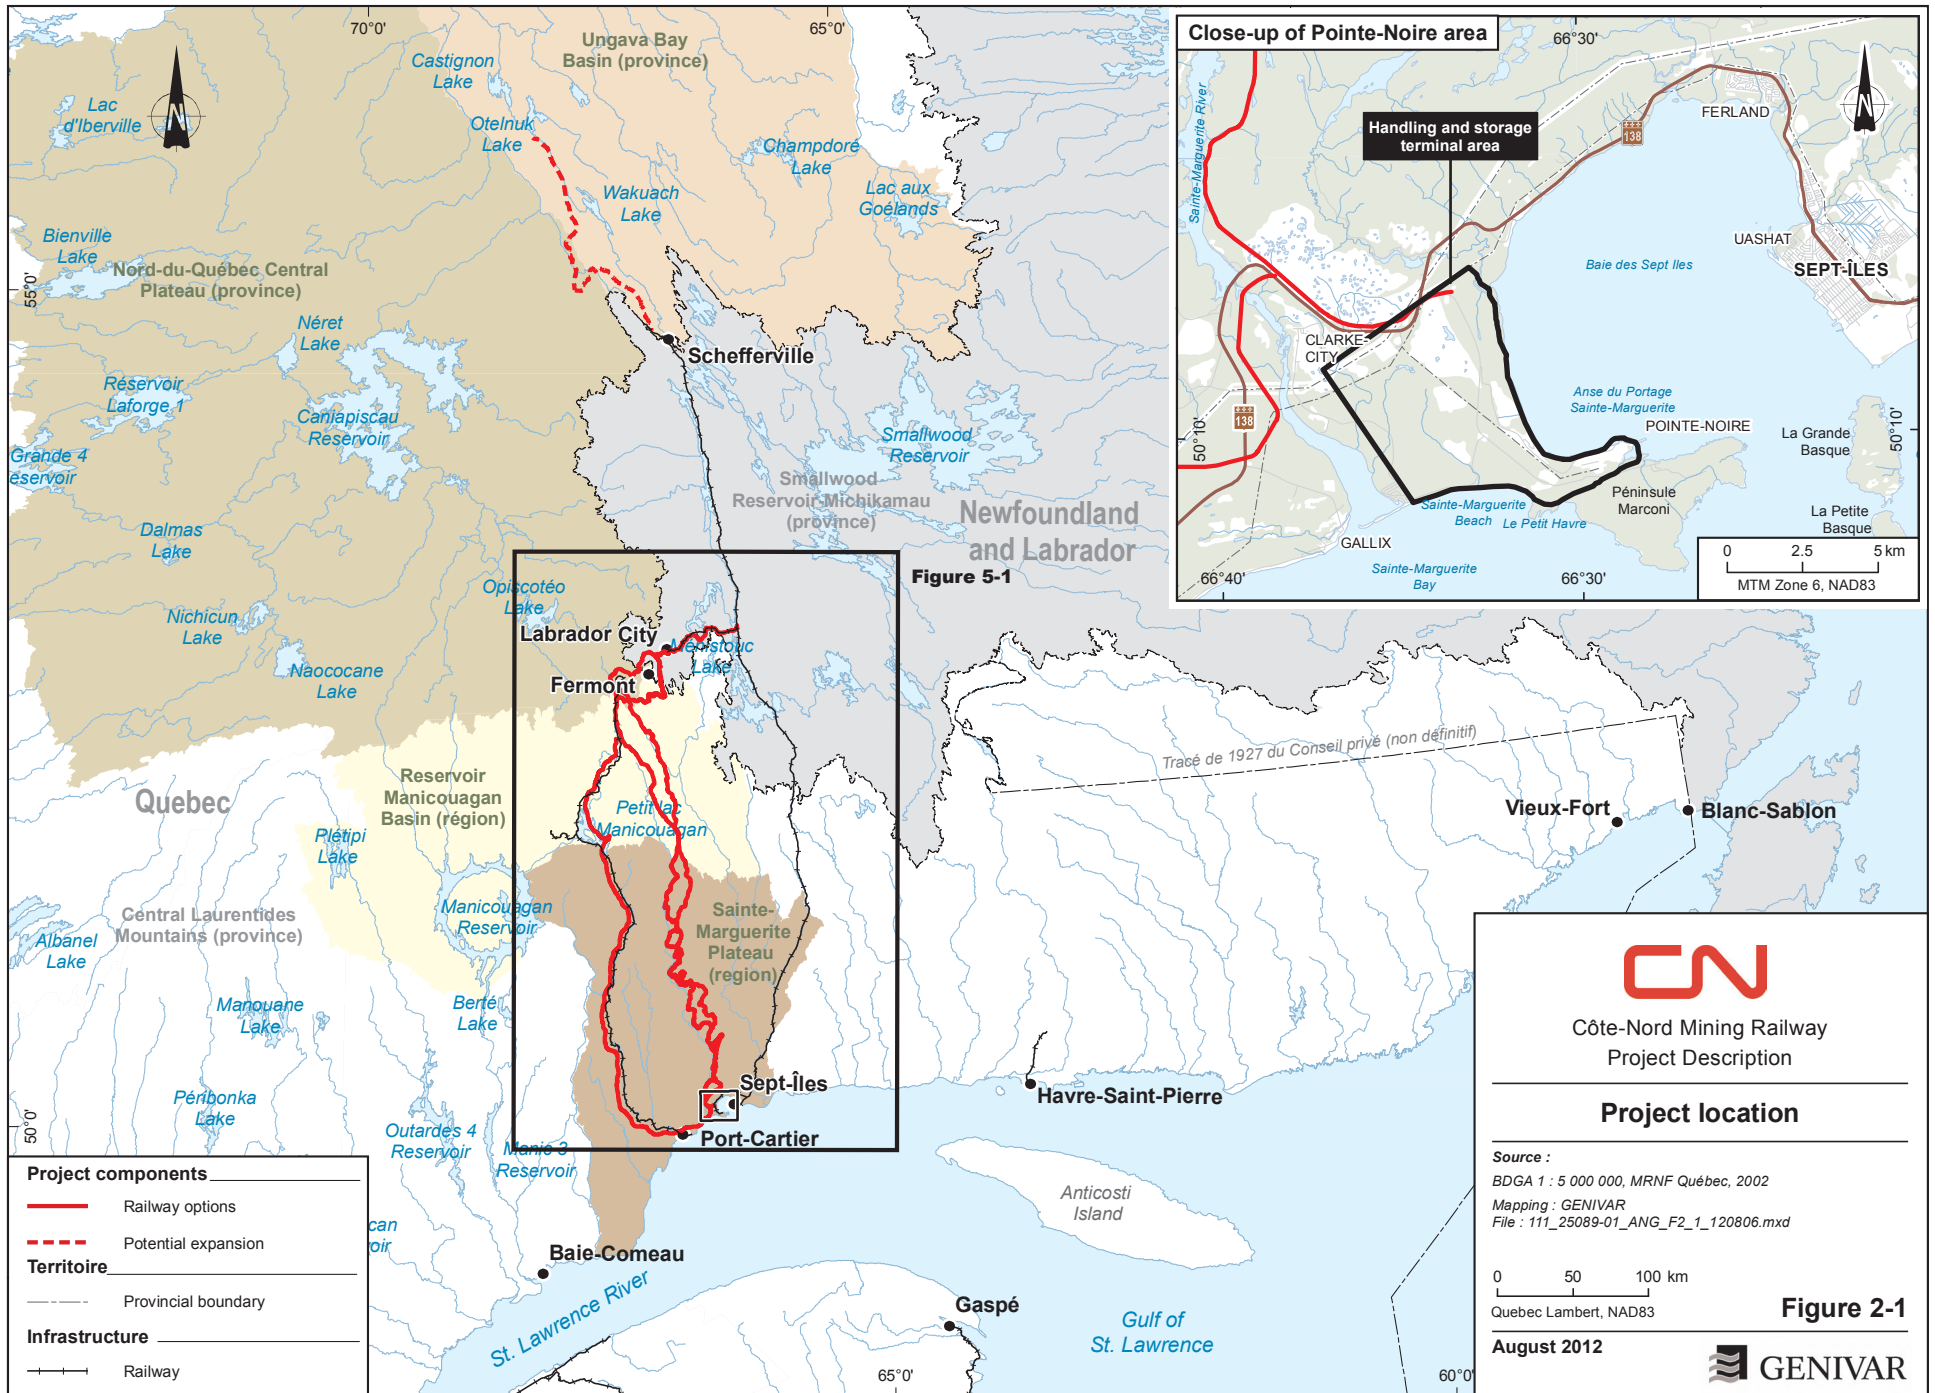 70°0'
65°0'
Ungava Bay
Basin (province)
Castignon
Lake
Lac
d'Iberville
N
Otelnuk
Lake
Champdoré
Lake
Wakuach
Lake
Lac aux
Goélands
Bienville
Lake
Nord-du-Québec Central
Plateau (province)
55°0'
Néret
Lake
Schefferville
Réservoir
Laforge 1
Caniapiscau
Reservoir
Grande 4
eservoir
Smallwood
Reservoir
Smallwood
Reservoir-Michikamau
(province)
Newfoundland
and Labrador
Dalmas
Lake
Figure 5-1
Opiscotéo
Lake
Nichicun
Lake
Labrador City
Ménistouc
Lake
Naococane
Lake
Fermont
Tracé de 1927 du Conseil privé (non définitif)
Reservoir
Manicouagan
Basin (région)
Quebec
Petit lac
Manicouagan
Vieux-Fort
Blanc-Sablon
Plétipi
Lake
Central Laurentides
Mountains (province)
Manicouagan
Reservoir
Sainte-
Marguerite
Plateau
(region)
Albanel
Lake
Manouane
Lake
Berté
Lake
Sept-Îles
Havre-Saint-Pierre
Péribonka
Lake
50°0'
Outardes 4
Reservoir
Manic 3
Reservoir
Port-Cartier
Anticosti
Island
can
oir
Baie-Comeau
St. Lawrence River
Gaspé
Gulf of
St. Lawrence
65°0'
60°0'
Close-up of Pointe-Noire area
66°30'
N
Sainte-Marguerite River
Handling and storage
terminal area
138
FERLAND
UASHAT
SEPT-ÎLES
Baie des Sept Iles
CLARKE-
CITY
138
50°10'
Anse du Portage
Sainte-Marguerite
POINTE-NOIRE
La Grande
Basque
50°10'
Péninsule
Marconi
Sainte-Marguerite
Beach
Le Petit Havre
La Petite
Basque
GALLIX
Sainte-Marguerite
Bay
66°40'
66°30'
0 2.5 5 km
MTM Zone 6, NAD83
Project components
Railway options
Potential expansion
Territoire
Provincial boundary
Infrastructure
Railway
CN
Côte-Nord Mining Railway
Project Description
Project location
Source :
BDGA 1 : 5 000 000, MRNF Québec, 2002
Mapping : GENIVAR
File : 111_25089-01_ANG_F2_1_120806.mxd
0 50 100 km
Quebec Lambert, NAD83
Figure 2-1
August 2012
GENIVAR